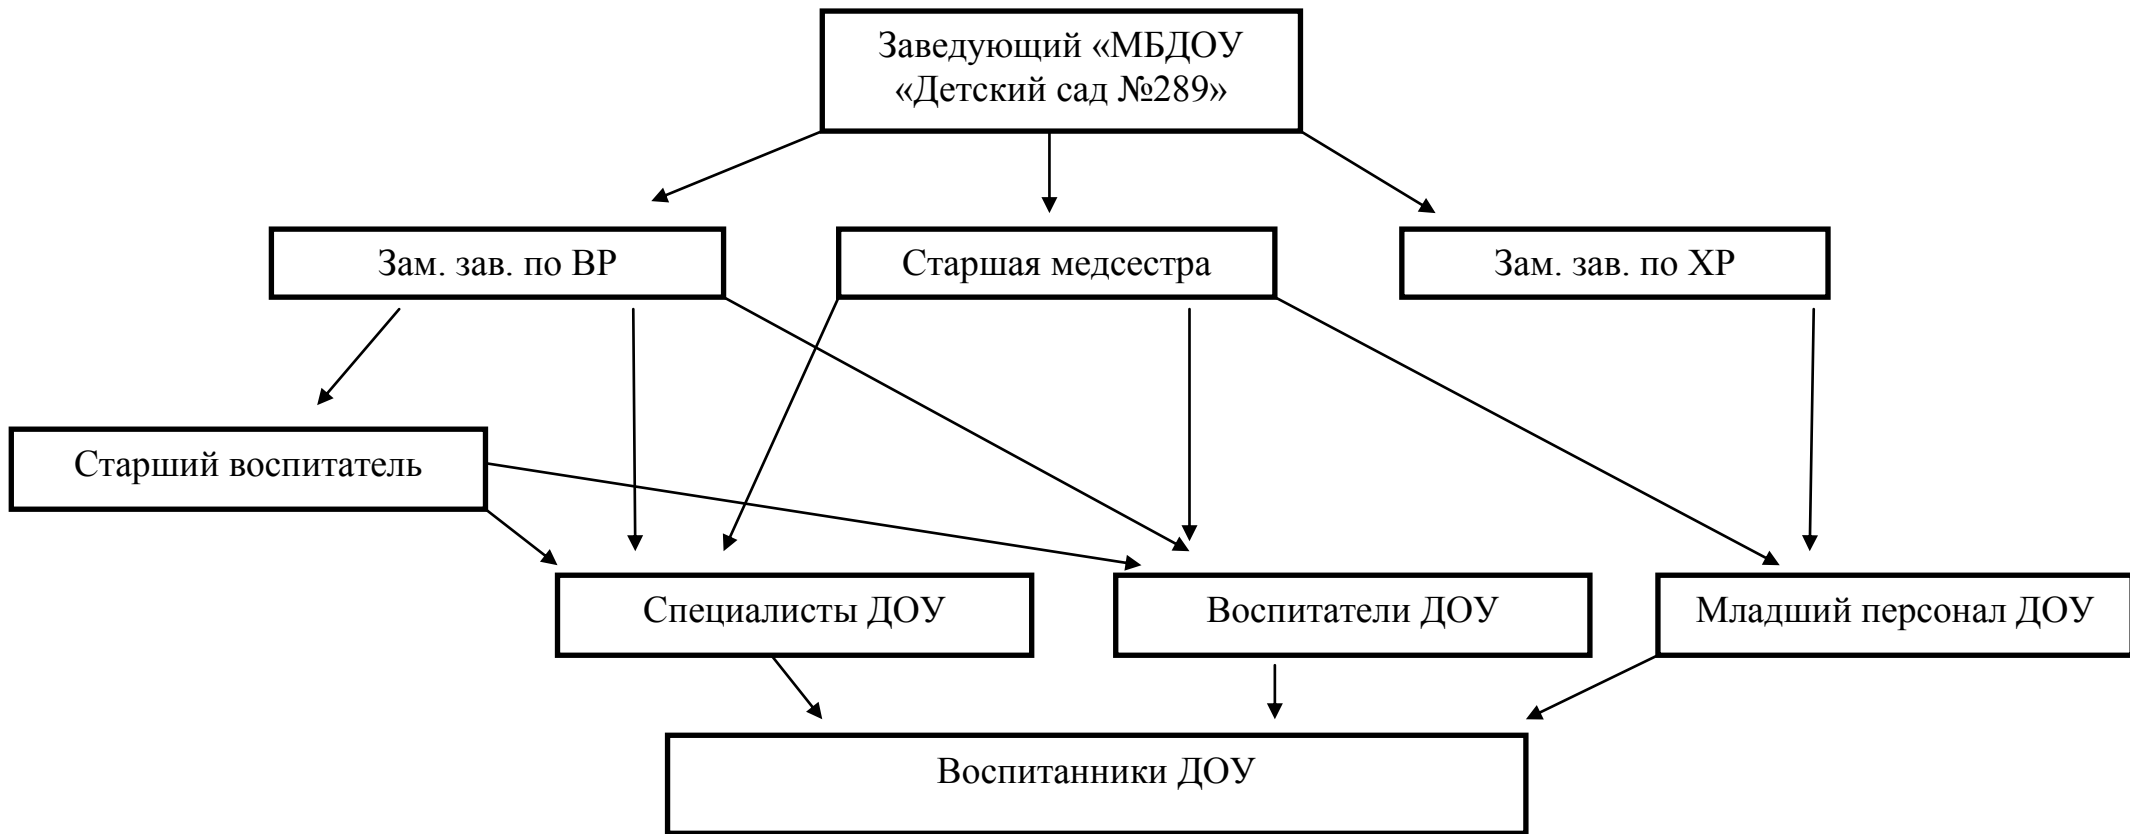 Заведующий «МБДОУ
«Детский сад №289»
Зам. зав. по ВР
Старшая медсестра
Зам. зав. по ХР
Старший воспитатель
Специалисты ДОУ
Воспитатели ДОУ
Младший персонал ДОУ
Воспитанники ДОУ